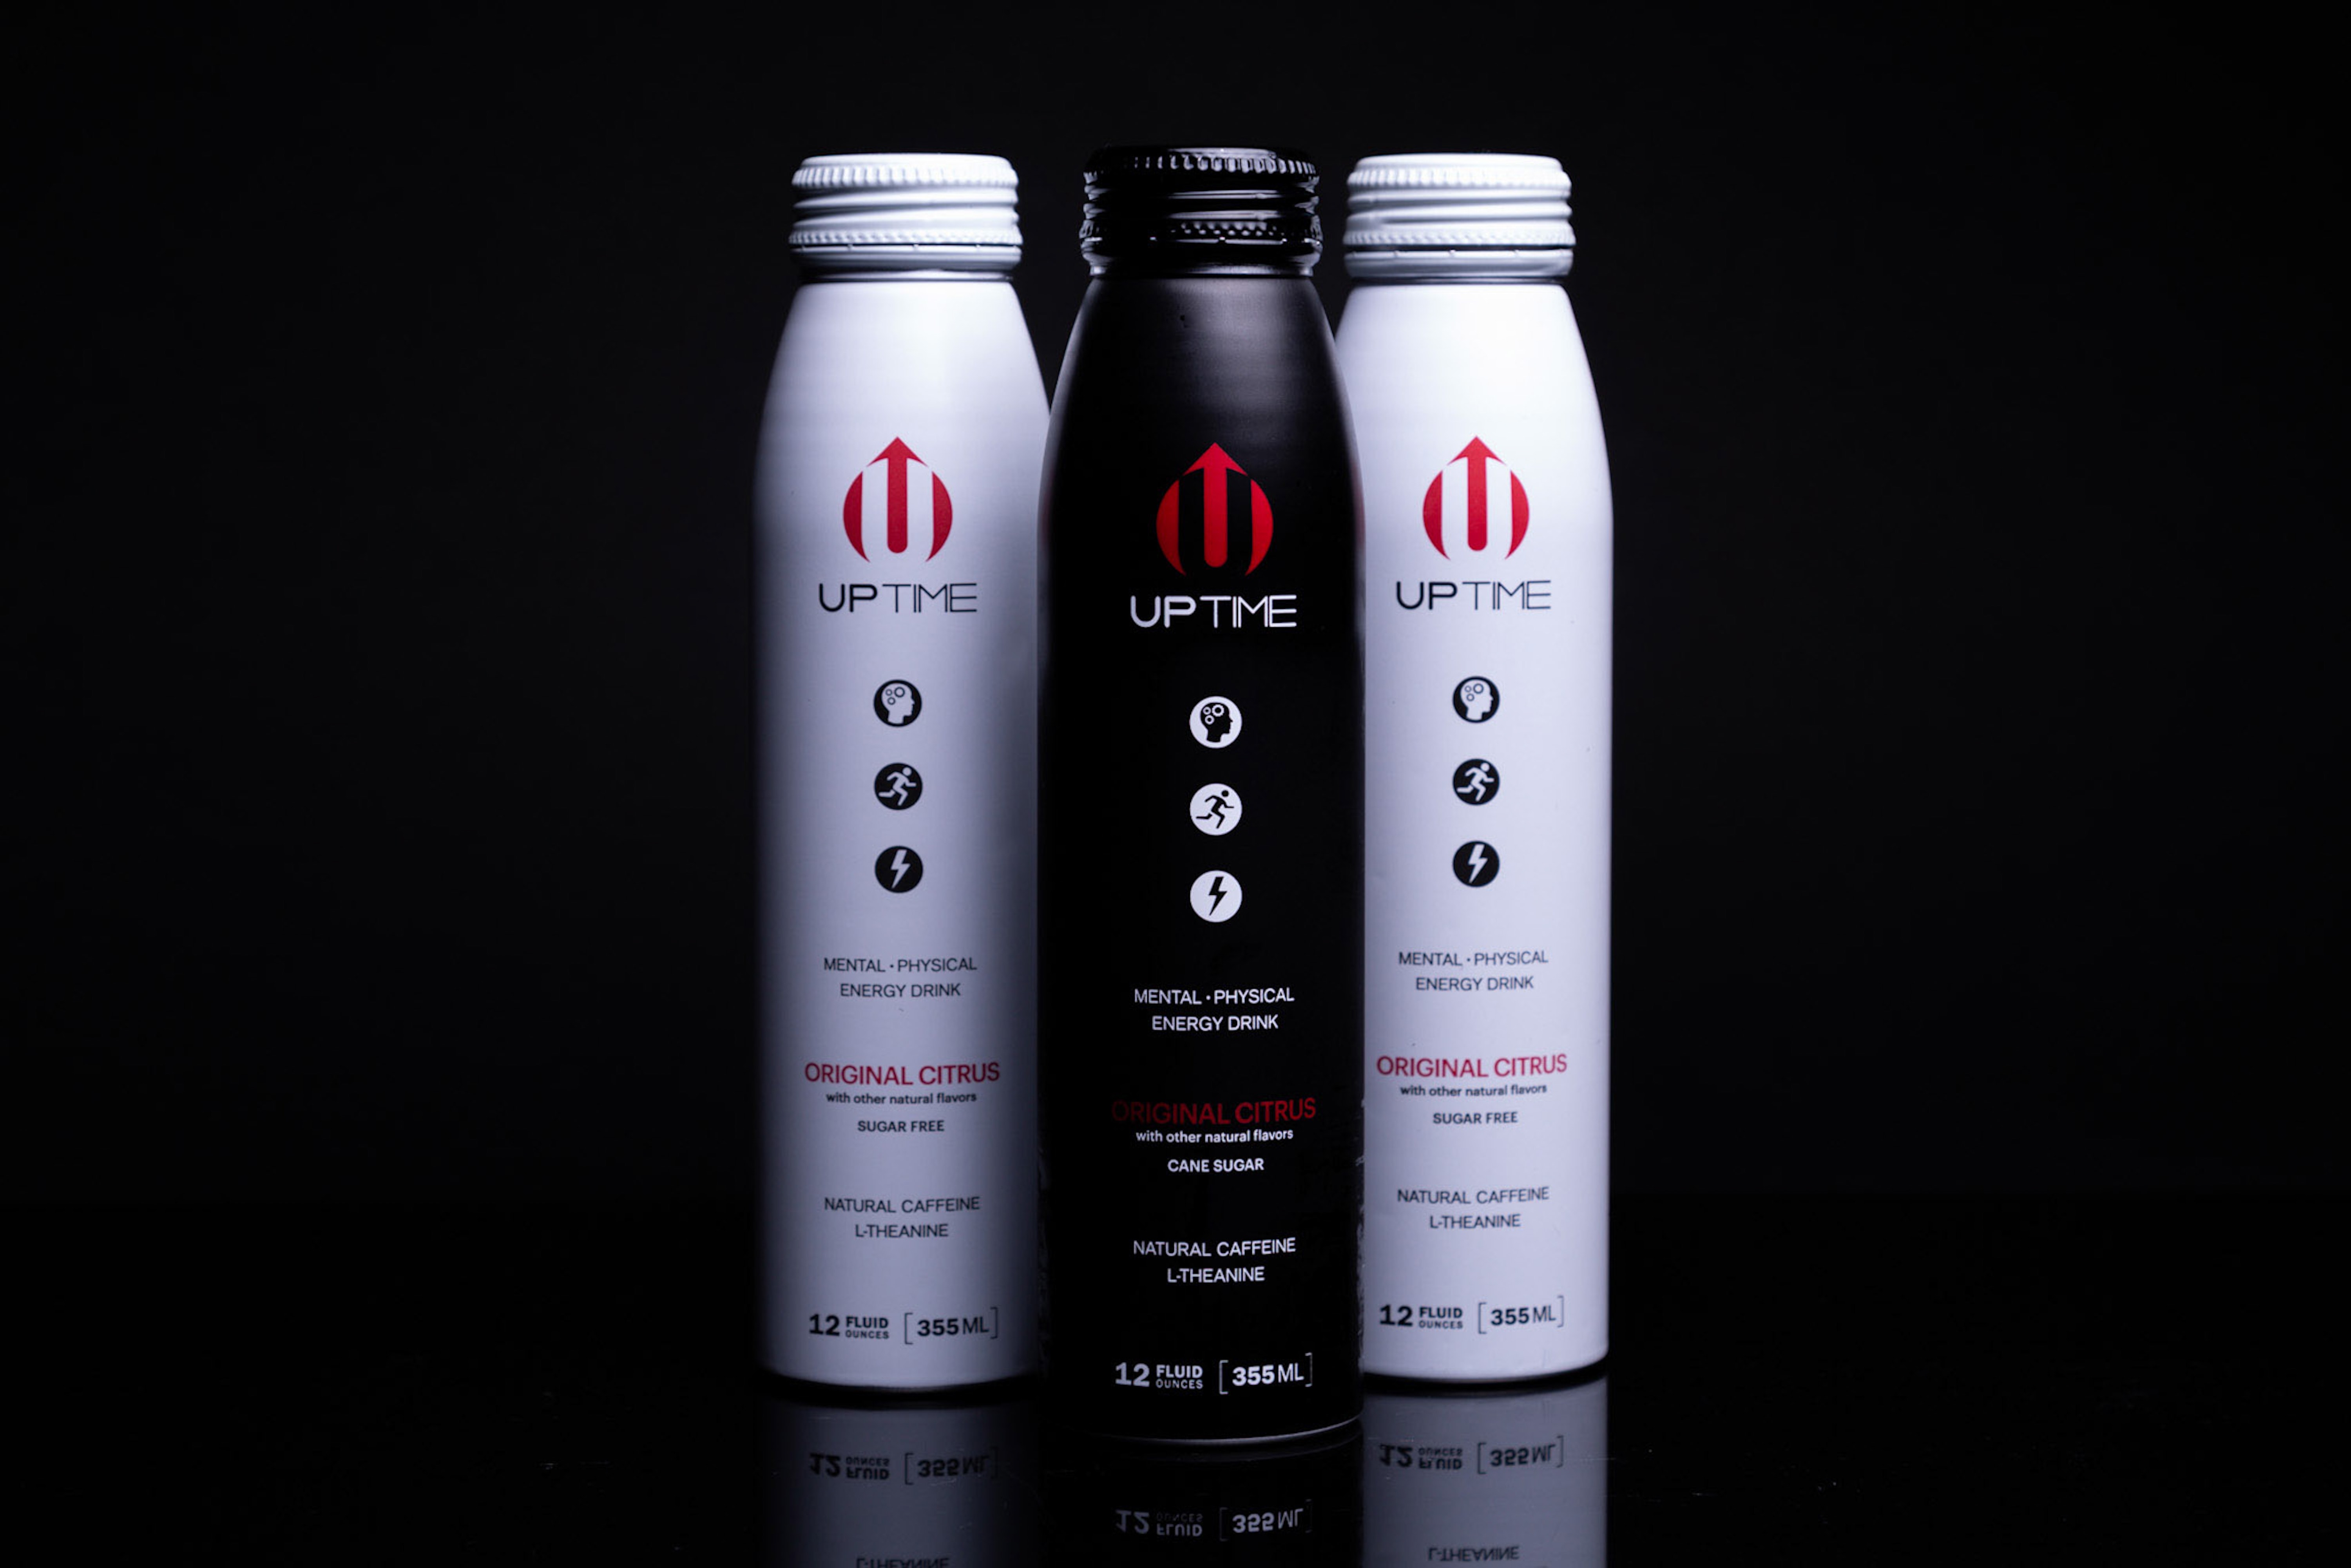 UPTIME
MENTAL • PHYSICAL
ENERGY DRINK
ORIGINAL CITRUS
with other natural flavors
SUGAR FREE
NATURAL CAFFEINE
L-THEANINE
12 FLUID OUNCES [355 ML]
UPTIME
MENTAL • PHYSICAL
ENERGY DRINK
ORIGINAL CITRUS
with other natural flavors
CANE SUGAR
NATURAL CAFFEINE
L-THEANINE
12 FLUID OUNCES [355 ML]
UPTIME
MENTAL • PHYSICAL
ENERGY DRINK
ORIGINAL CITRUS
with other natural flavors
SUGAR FREE
NATURAL CAFFEINE
L-THEANINE
12 FLUID OUNCES [355 ML]